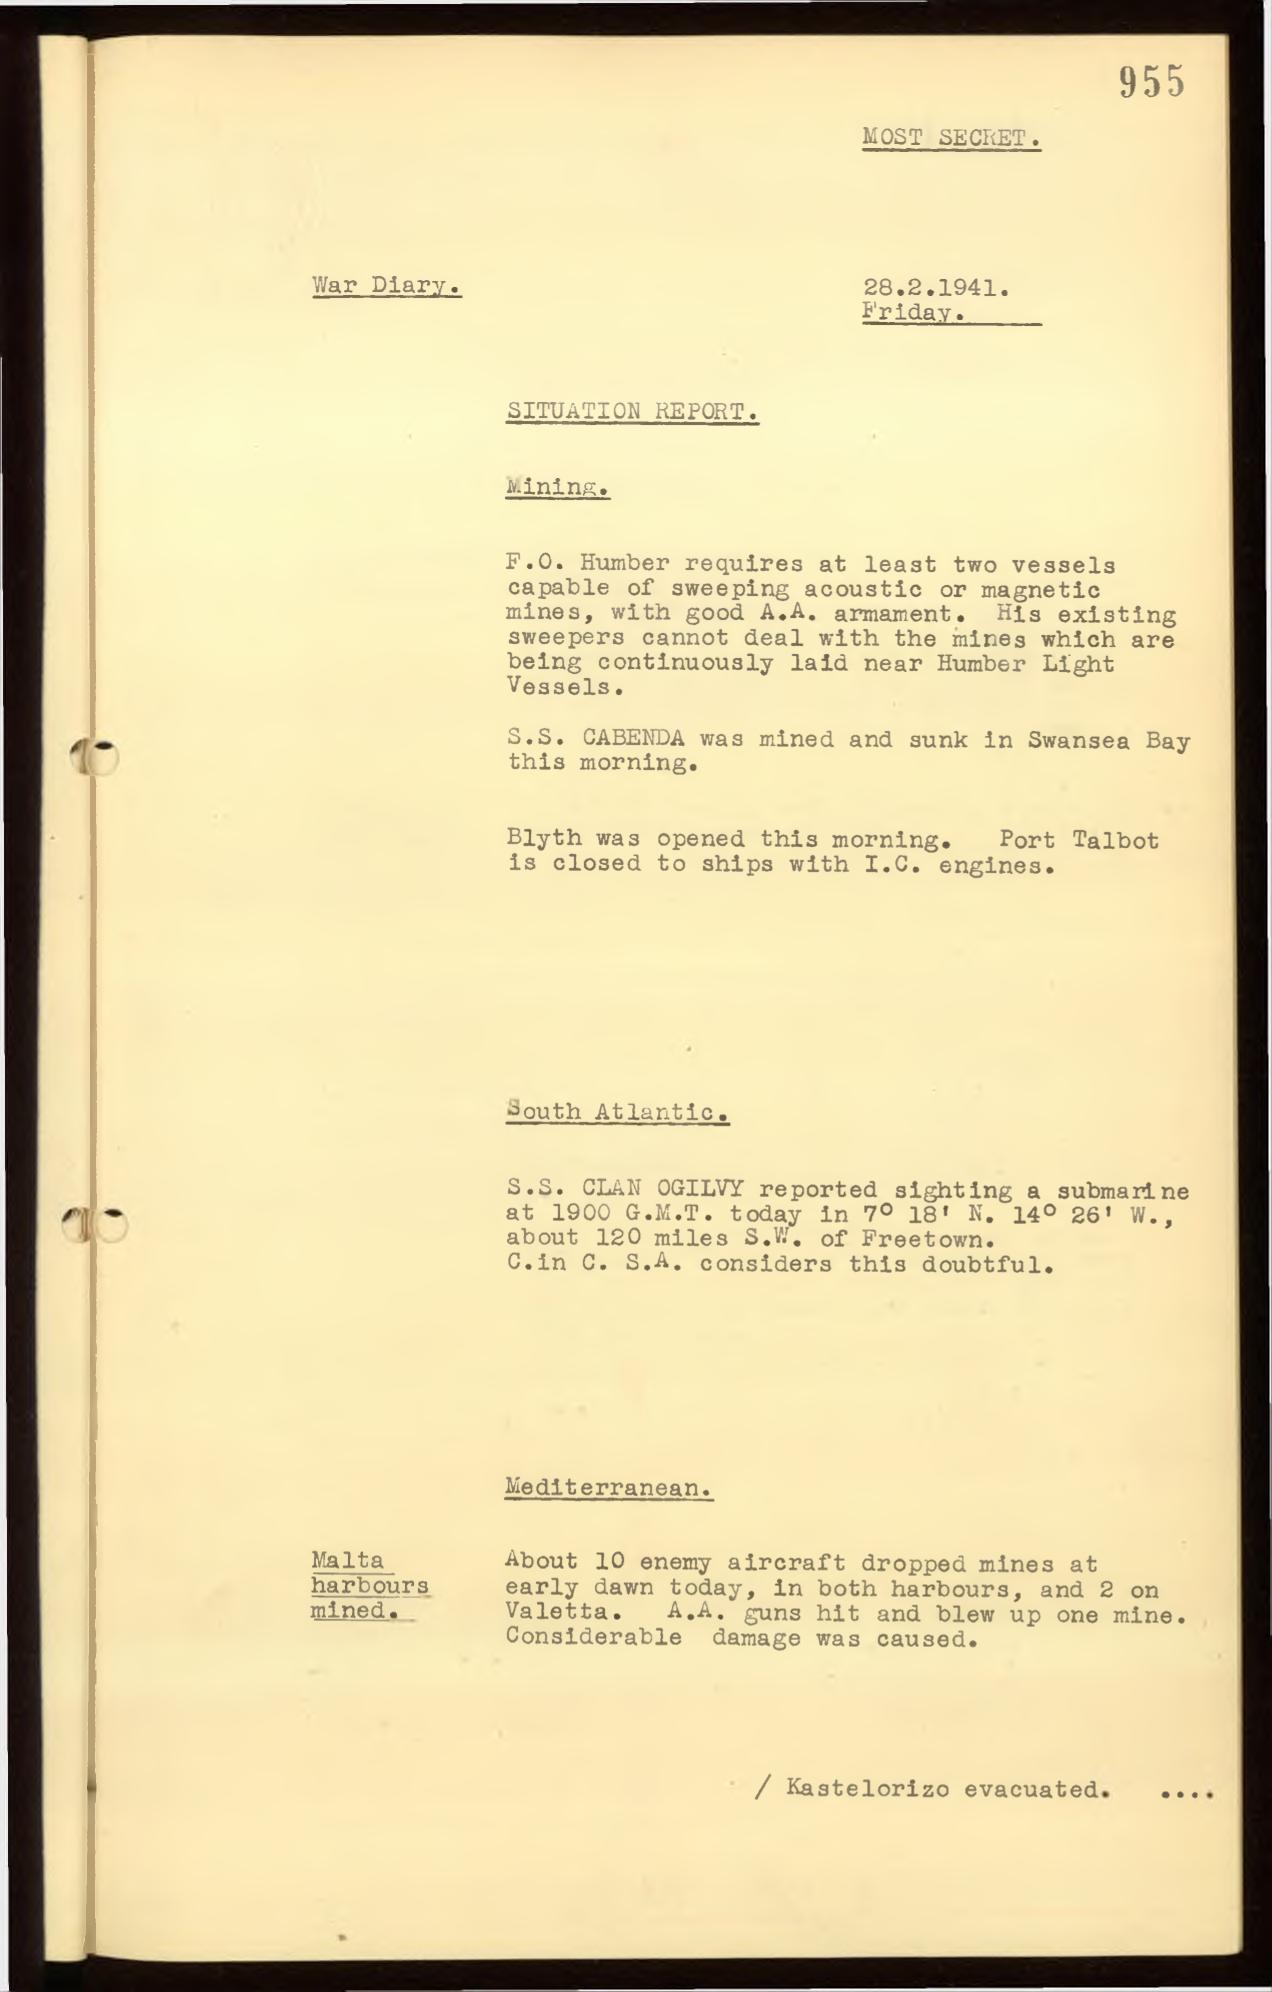 955
MOST SECRET.
War Diary.
28.2.1941.
Friday.
SITUATION REPORT.
Mining.
F.O. Humber requires at least two vessels
capable of sweeping acoustic or magnetic
mines, with good A.A. armament. His existing
sweepers cannot deal with the mines which are
being continuously laid near Humber Light
Vessels.
S.S. CABENDA was mined and sunk in Swansea Bay
this morning.
Blyth was opened this morning. Port Talbot
is closed to ships with I.C. engines.
South Atlantic.
S.S. CLAN OGILVY reported sighting a submarine
at 1900 G.M.T. today in 7° 18' N. 14° 26' W.,
about 120 miles S.W. of Freetown.
C.in C. S.A. considers this doubtful.
Mediterranean.
Malta
harbours
mined.
About 10 enemy aircraft dropped mines at
early dawn today, in both harbours, and 2 on
Valetta. A.A. guns hit and blew up one mine.
Considerable damage was caused.
/ Kastelorizo evacuated. ....